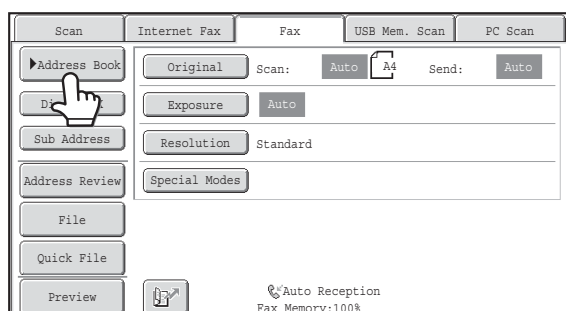 Scan Internet Fax Fax USB Mem. Scan PC Scan
Address Book
Original Scan: Auto A4 Send: Auto
Exposure Auto
Sub Address
Resolution Standard
Address Review
Special Modes
File
Quick File
Preview
Auto Reception
Fax Memory:100%